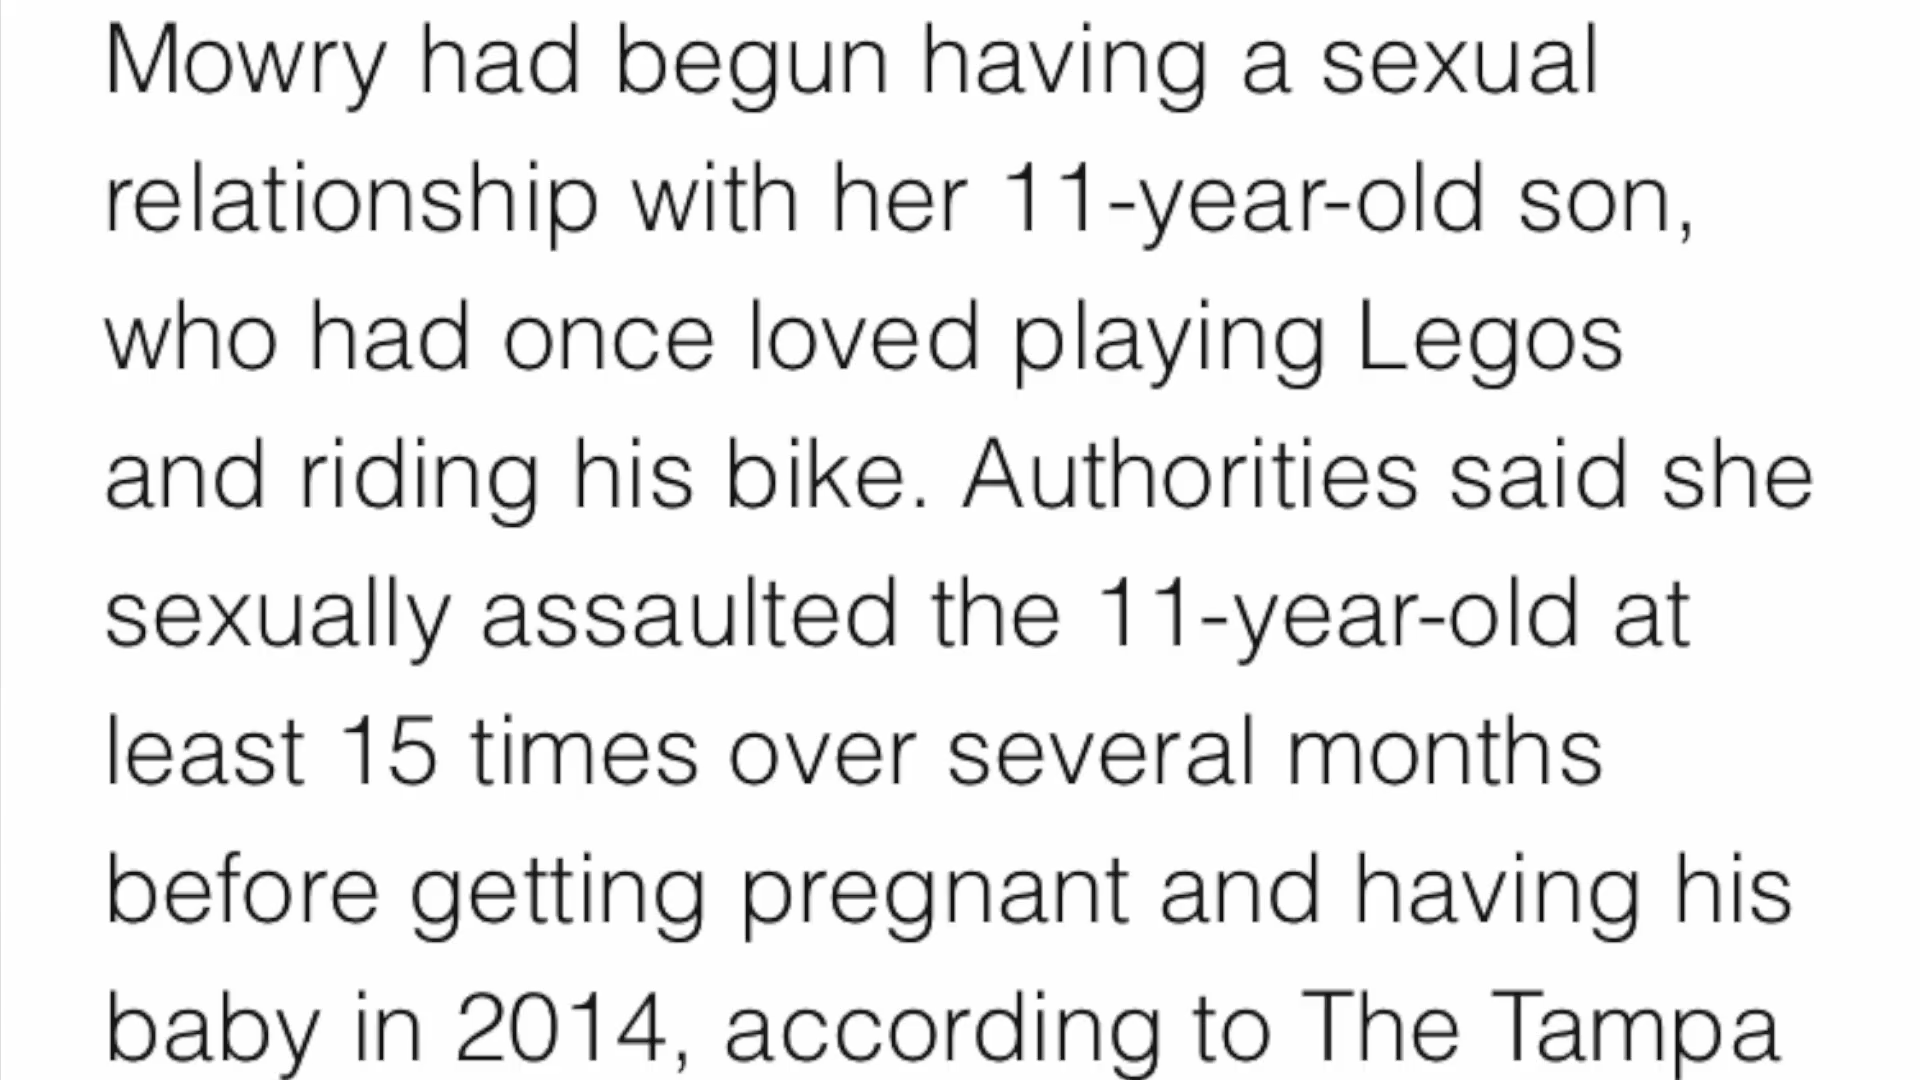 Mowry had begun having a sexual
relationship with her 11-year-old son,
who had once loved playing Legos
and riding his bike. Authorities said she
sexually assaulted the 11-year-old at
least 15 times over several months
before getting pregnant and having his
baby in 2014, according to The Tampa